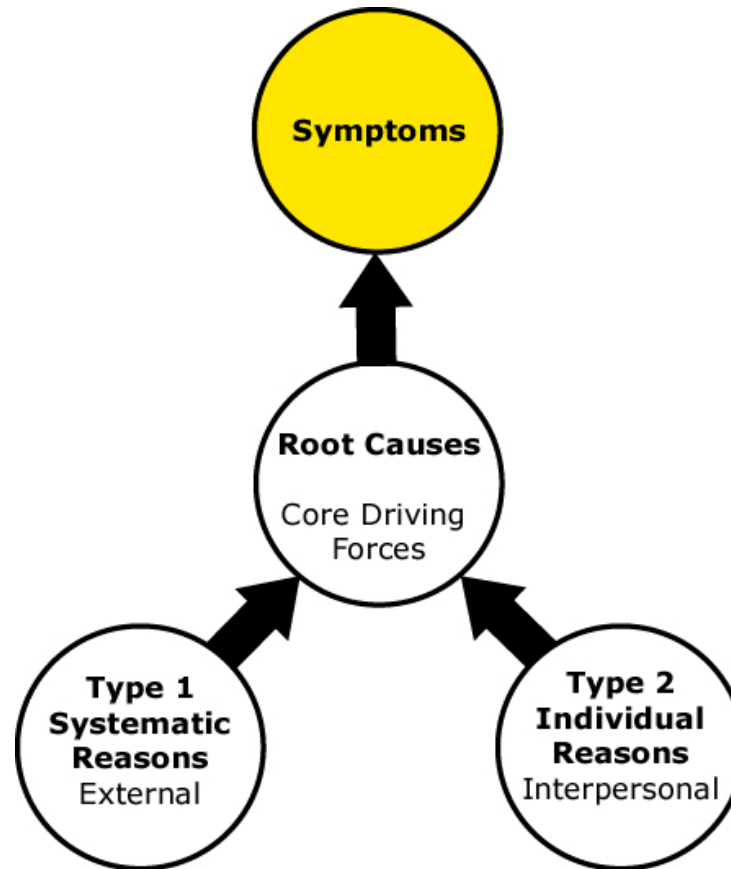 Symptoms
Root Causes
Core Driving
Forces
Type 1
Systematic
Reasons
External
Type 2
Individual
Reasons
Interpersonal